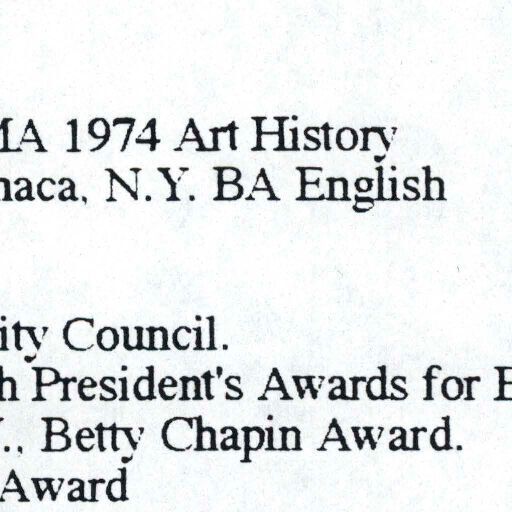 MA 1974 Art History
haca, N.Y. BA English
ity Council.
h President's Awards for E
Y., Betty Chapin Award.
Award